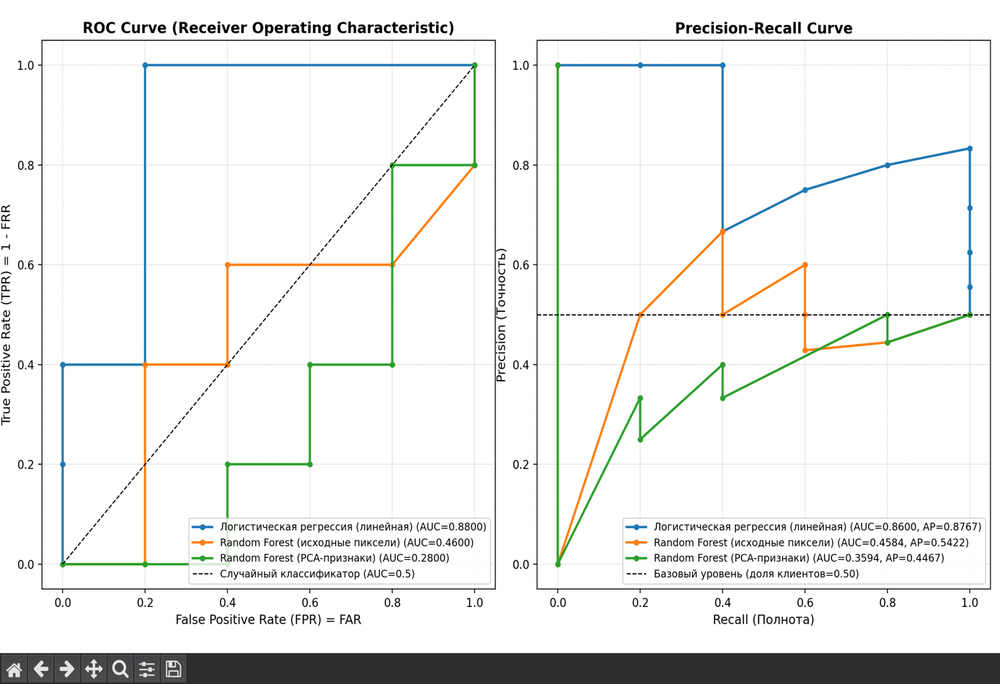 ROC Curve (Receiver Operating Characteristic)
True Positive Rate (TPR) = 1 - FRR
1.0
0.8
0.6
0.4
0.2
0.0
Логистическая регрессия (линейная) (AUC=0.8800)
Random Forest (исходные пиксели) (AUC=0.4600)
Random Forest (PCA-признаки) (AUC=0.2800)
Случайный классификатор (AUC=0.5)
0.0 0.2 0.4 0.6 0.8 1.0
False Positive Rate (FPR) = FAR
Precision-Recall Curve
Precision (Точность)
1.0
0.8
0.6
0.4
0.2
0.0
Логистическая регрессия (линейная) (AUC=0.8600, AP=0.8767)
Random Forest (исходные пиксели) (AUC=0.4584, AP=0.5422)
Random Forest (PCA-признаки) (AUC=0.3594, AP=0.4467)
Базовый уровень (доля клиентов=0.50)
0.0 0.2 0.4 0.6 0.8 1.0
Recall (Полнота)